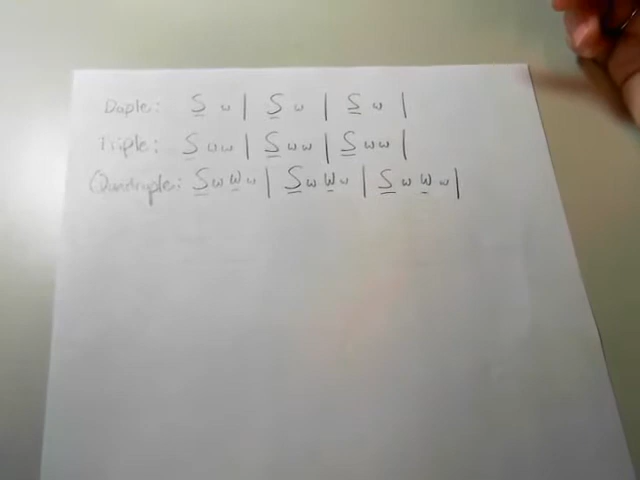 Duple: S w | S w | S w |
Triple: S w w | S w w | S w w |
Quadruple: S w w w | S w w w | S w w w |